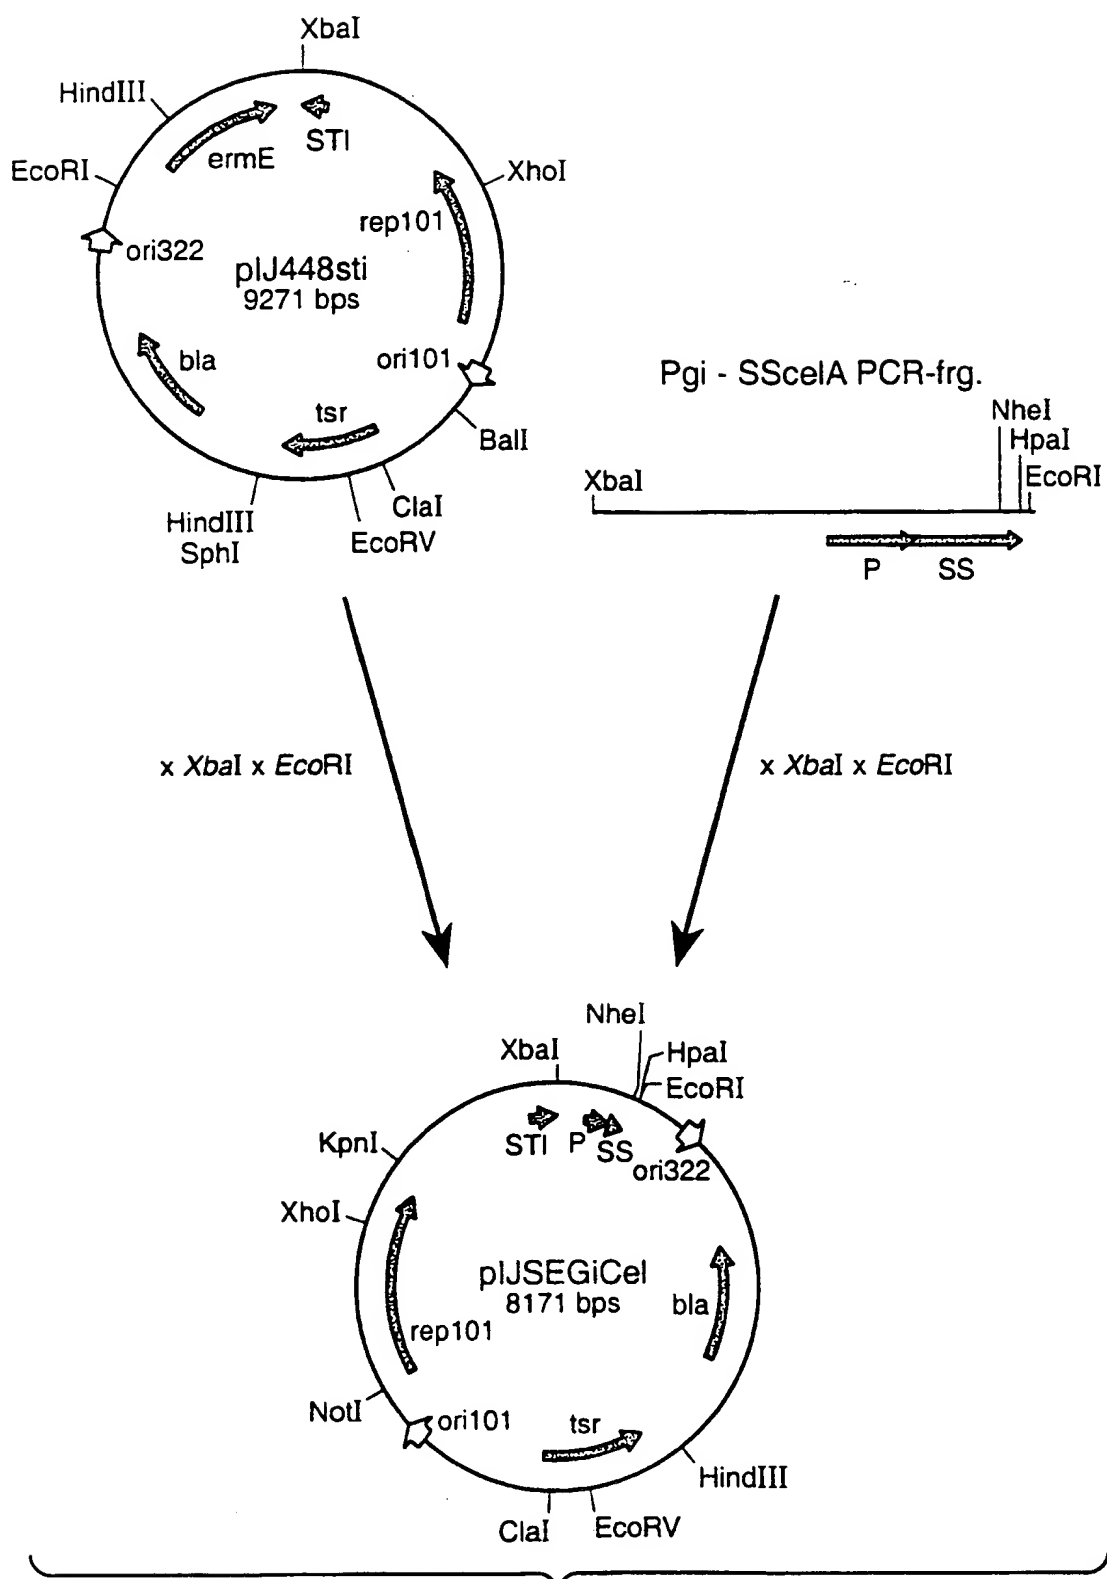 XbaI
HindIII
STI
ermE
EcoRI
XhoI
rep101
ori322
pIJ448sti
9271 bps
ori101
bla
Pgi - SScelA PCR-frg.
tsr
NheI
BalI
HpaI
XbaI
EcoRI
ClaI
HindIII
SphI
EcoRV
P
SS
x XbaI x EcoRI
x XbaI x EcoRI
NheI
XbaI
HpaI
EcoRI
STI
P
SS
KpnI
ori322
XhoI
pIJSEGiCel
8171 bps
bla
rep101
NotI
ori101
tsr
HindIII
ClaI
EcoRV